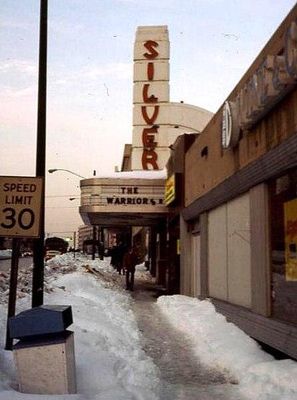 SILVER
THE
WARRIORS
SPEED
LIMIT
30